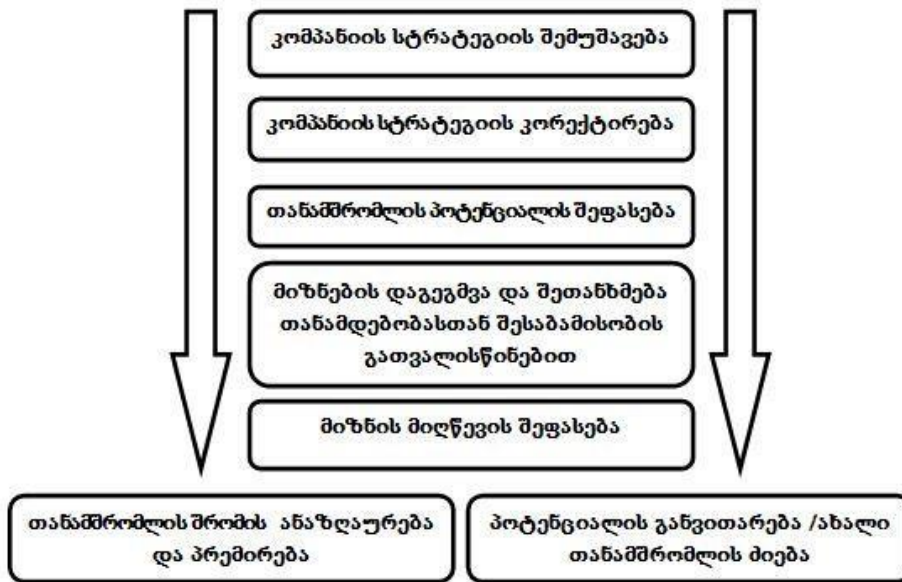 კომპანიის სტრატეგიის შემუშავება
კომპანიის სტრატეგიის კორექტირება
თანამშრომლის პოტენციალის შეფასება
მიზნების დაგეგმვა და შეთანხმება
თანამდებობასთან შესაბამისობის
გათვალისწინებით
მიზნის მიღწევის შეფასება
თანამშრომლის შრომის ანაზღაურება
და პრემირება
პოტენციალის განვითარება /ახალი
თანამშრომლის ძიება